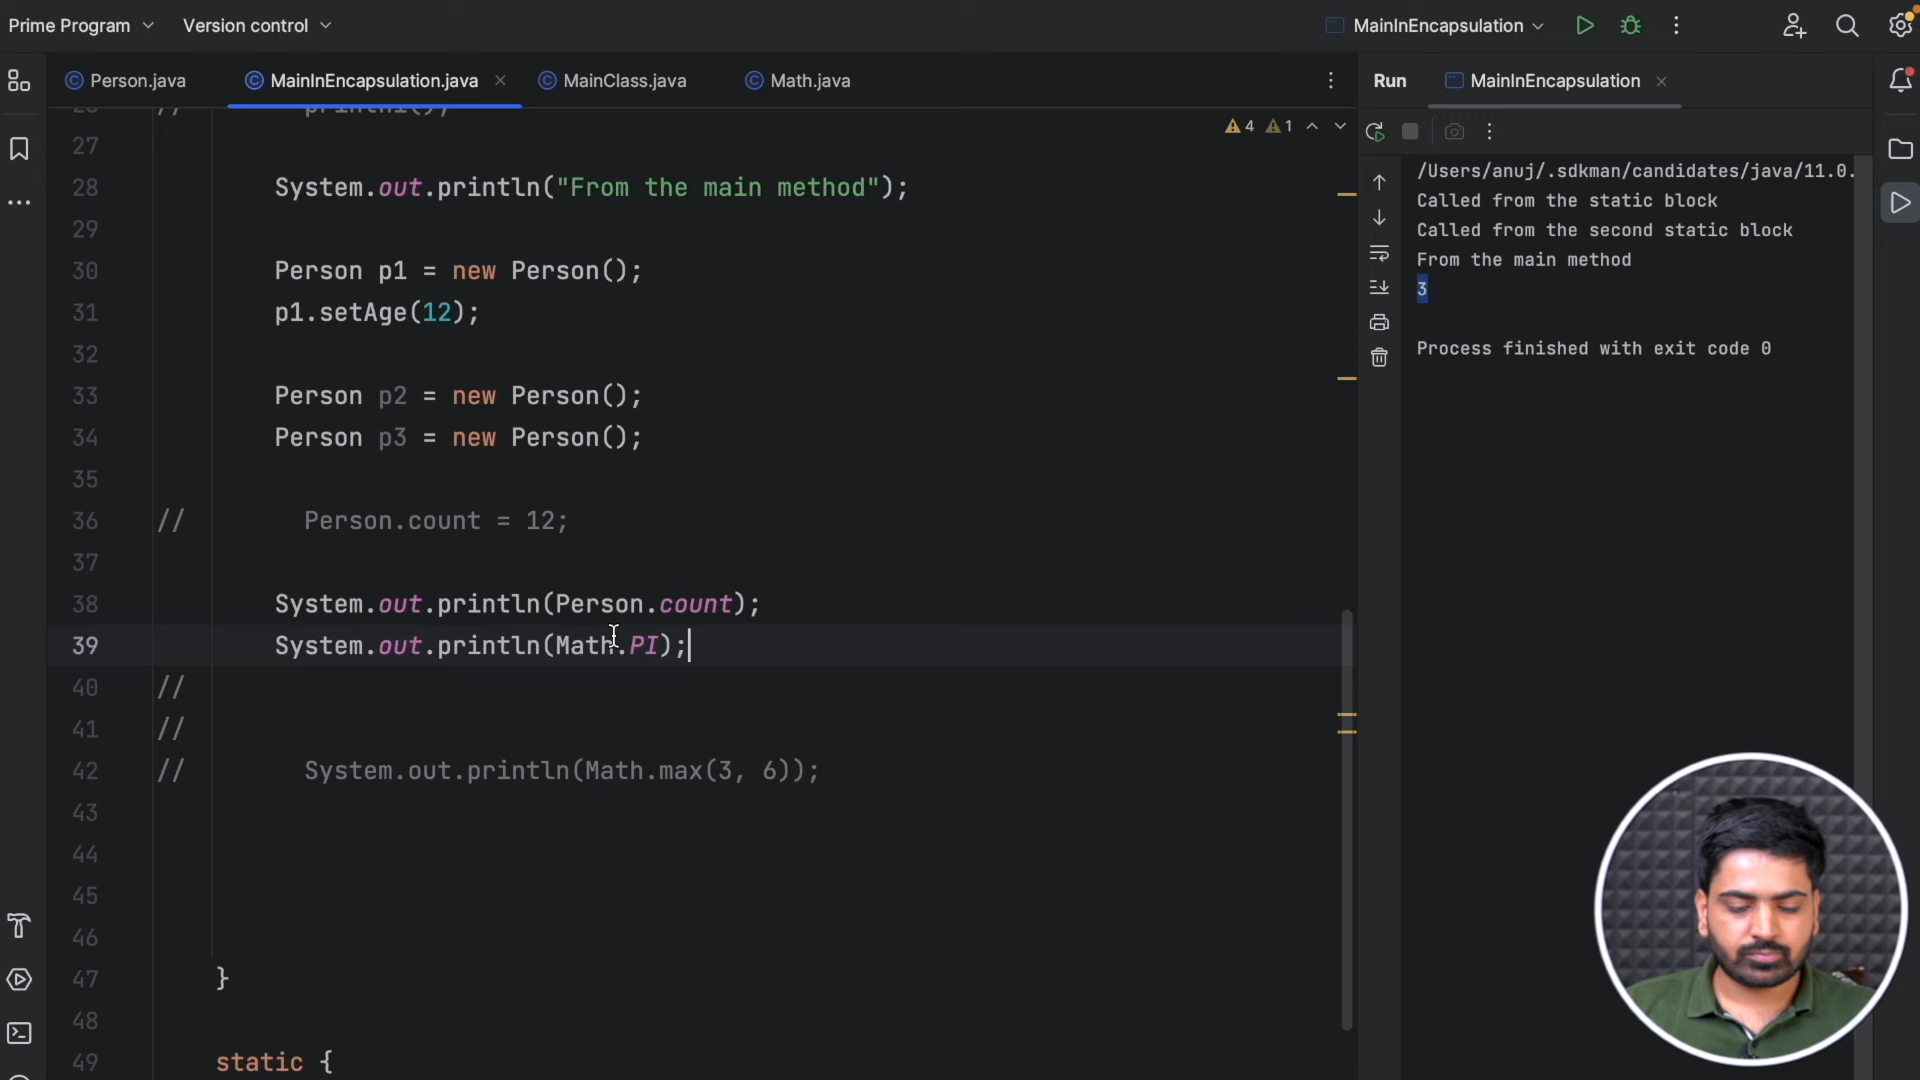 Prime Program
Version control
MainInEncapsulation
Person.java
MainInEncapsulation.java
MainClass.java
Math.java
Run
MainInEncapsulation
4
1
27
28 System.out.println("From the main method");
29
30 Person p1 = new Person();
31 p1.setAge(12);
32
33 Person p2 = new Person();
34 Person p3 = new Person();
35
36 // Person.count = 12;
37
38 System.out.println(Person.count);
39 System.out.println(Math.PI);
40 //
41 //
42 // System.out.println(Math.max(3, 6));
43
44
45
46
47 }
48
49 static {
/Users/anuj/.sdkman/candidates/java/11.0.
Called from the static block
Called from the second static block
From the main method
3
Process finished with exit code 0